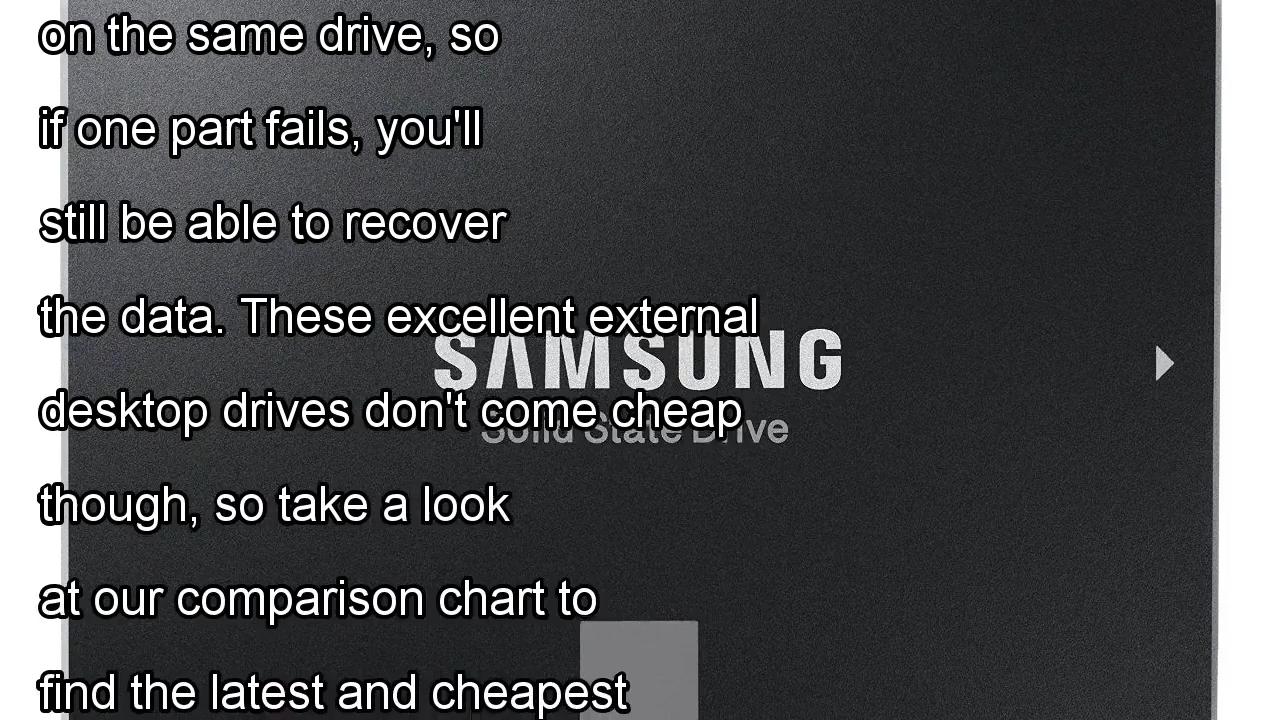 on the same drive, so
if one part fails, you'll
still be able to recover
the data. These excellent external
SAMSUNG
desktop drives don't come cheap
Solid State Drive
though, so take a look
at our comparison chart to
find the latest and cheapest